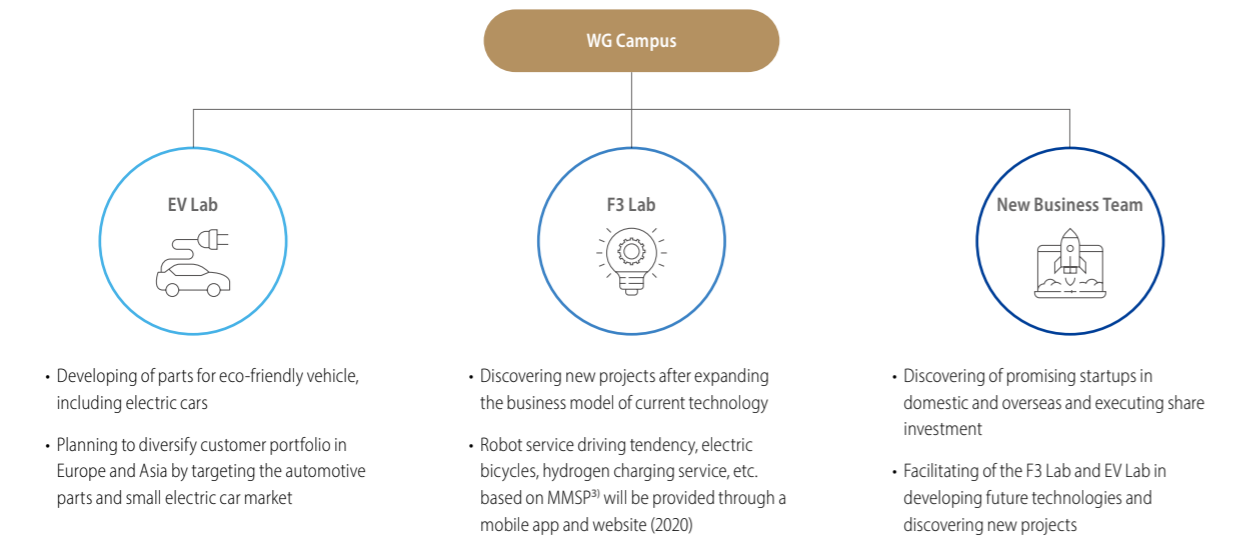 WG Campus
EV Lab
• Developing of parts for eco-friendly vehicle,
including electric cars
• Planning to diversify customer portfolio in
Europe and Asia by targeting the automotive
parts and small electric car market
F3 Lab
• Discovering new projects after expanding
the business model of current technology
• Robot service driving tendency, electric
bicycles, hydrogen charging service, etc.
based on MMSP³⁾ will be provided through a
mobile app and website (2020)
New Business Team
• Discovering of promising startups in
domestic and overseas and executing share
investment
• Facilitating of the F3 Lab and EV Lab in
developing future technologies and
discovering new projects